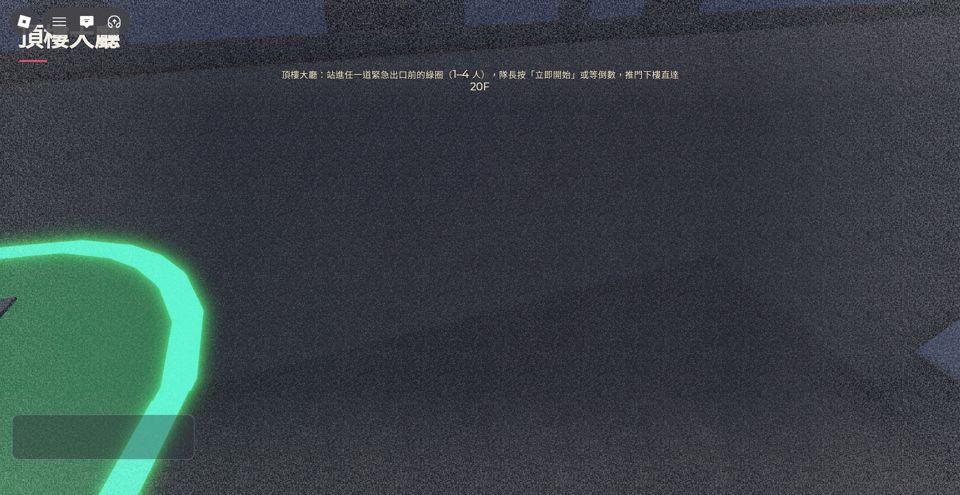 頂樓大廳
頂樓大廳：站進任一道緊急出口前的綠圈（1–4 人），隊長按「立即開始」或等倒數，推門下樓直達
20F